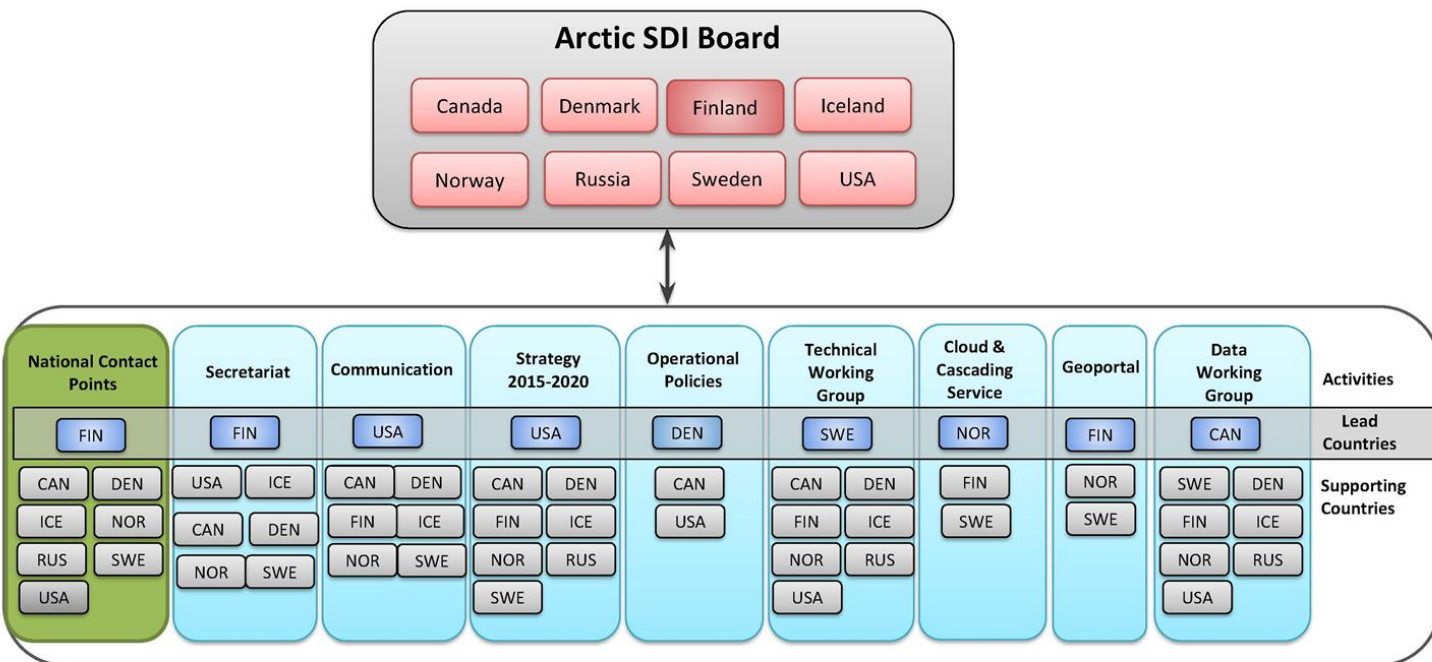 Arctic SDI Board
Canada Denmark Finland Iceland
Norway Russia Sweden USA
National Contact
Points
Secretariat
Communication
Strategy
2015-2020
Operational
Policies
Technical
Working
Group
Cloud &
Cascading
Service
Geoportal
Data
Working
Group
Activities
FIN FIN USA USA DEN SWE NOR FIN CAN
Lead
Countries
CAN DEN
ICE NOR
RUS SWE
USA
USA ICE
CAN DEN
NOR SWE
CAN DEN
FIN ICE
NOR SWE
CAN DEN
FIN ICE
NOR RUS
SWE
CAN
USA
CAN DEN
FIN ICE
NOR RUS
USA
FIN
SWE
NOR
SWE
SWE DEN
FIN ICE
NOR RUS
USA
Supporting
Countries